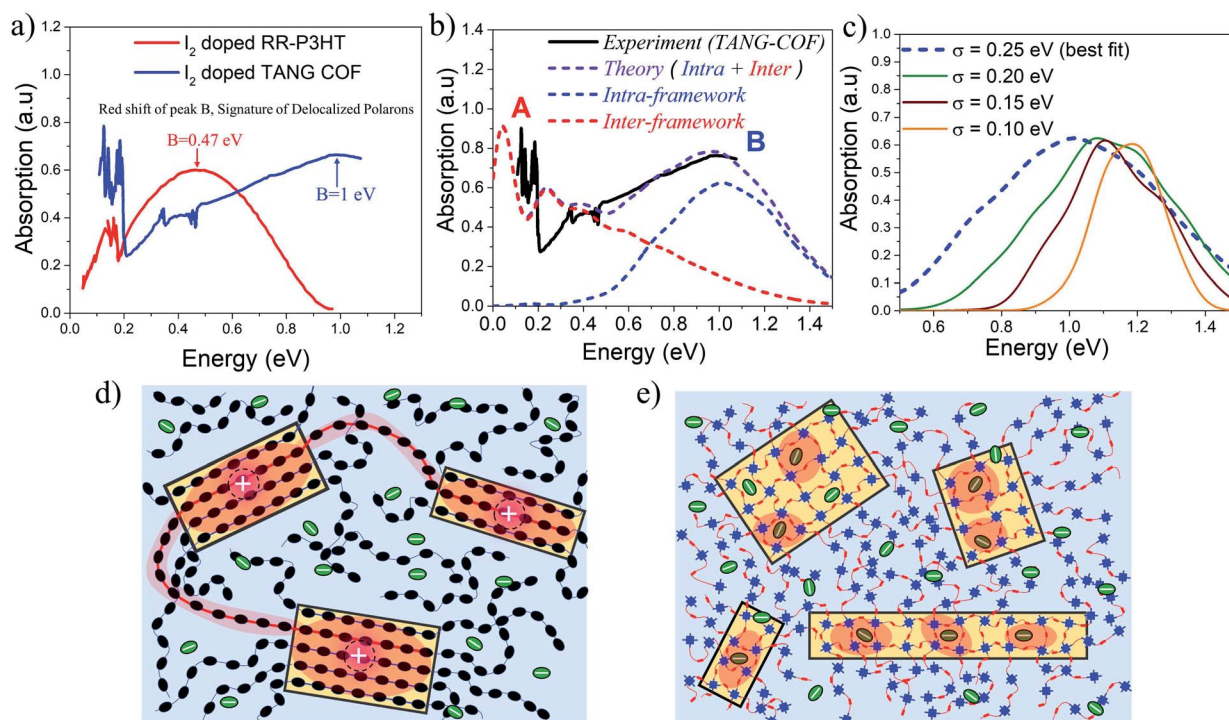 a)
I₂ doped RR-P3HT
I₂ doped TANG COF
Red shift of peak B, Signature of Delocalized Polarons
B=0.47 eV
B=1 eV
Absorption (a.u)
1.4
1.2
1.0
0.8
0.6
0.4
0.2
0.0
0.0 0.2 0.4 0.6 0.8 1.0 1.2
Energy (eV)
b)
Experiment (TANG-COF)
Theory ( Intra + Inter )
Intra-framework
Inter-framework
A
B
Absorption (a.u)
1.4
1.2
1.0
0.8
0.6
0.4
0.2
0.0
0.0 0.2 0.4 0.6 0.8 1.0 1.2 1.4
Energy (eV)
c)
σ = 0.25 eV (best fit)
σ = 0.20 eV
σ = 0.15 eV
σ = 0.10 eV
Absorption (a.u)
1.0
0.9
0.8
0.7
0.6
0.5
0.4
0.3
0.2
0.1
0.0
0.6 0.8 1.0 1.2 1.4
Energy (eV)
d)
+
+
+
e)